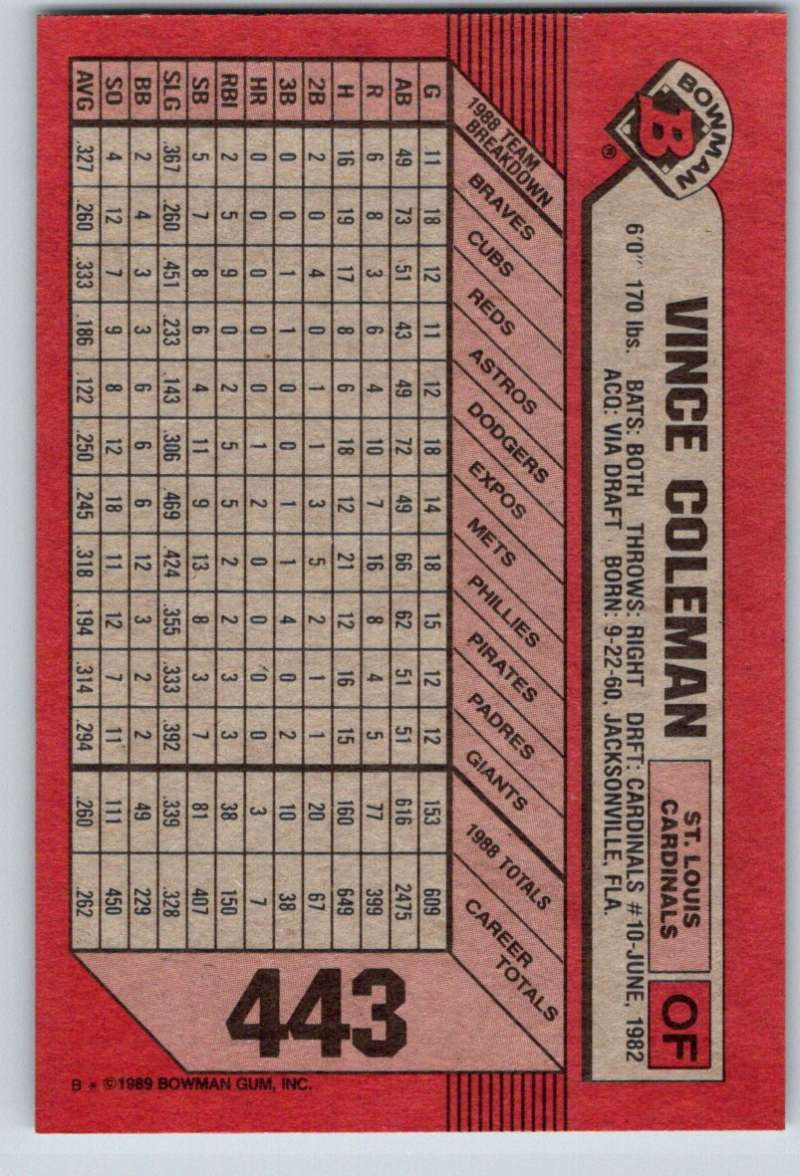 BOWMAN
B ®
VINCE COLEMAN
ST. LOUIS
CARDINALS
OF
6'0" 170 lbs. BATS: BOTH THROWS: RIGHT DRFT: CARDINALS #10-JUNE, 1982
ACQ: VIA DRAFT BORN: 9-22-60, JACKSONVILLE, FLA.
1988 TEAM BREAKDOWN BRAVES CUBS REDS ASTROS DODGERS EXPOS METS PHILLIES PIRATES PADRES GIANTS 1988 TOTALS CAREER TOTALS
G 11 18 12 11 12 18 14 18 15 12 12 153 609
AB 49 73 51 43 49 72 49 66 62 51 51 616 2475
R 6 8 3 6 4 10 7 16 8 4 5 77 399
H 16 19 17 8 6 18 12 21 12 16 15 160 649
2B 2 0 4 0 1 1 3 5 2 1 1 20 67
3B 0 0 1 1 0 0 1 1 4 0 2 10 38
HR 0 0 0 0 0 1 2 0 0 0 0 3 7
RBI 2 5 9 0 2 5 5 2 2 3 3 38 150
SB 5 7 8 6 4 11 9 13 8 3 7 81 407
SLG .367 .260 .451 .233 .143 .306 .469 .424 .355 .333 .392 .339 .328
BB 2 4 3 3 6 6 6 12 3 2 2 49 229
SO 4 12 7 9 8 12 18 11 12 7 11 111 450
AVG .327 .260 .333 .186 .122 .250 .245 .318 .194 .314 .294 .260 .262
443
B * ©1989 BOWMAN GUM, INC.